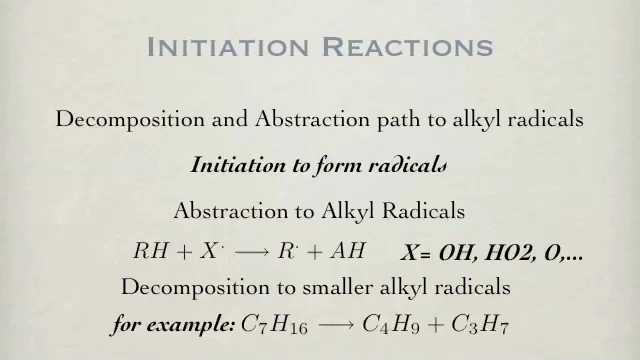 INITIATION REACTIONS
Decomposition and Abstraction path to alkyl radicals
Initiation to form radicals
Abstraction to Alkyl Radicals
RH + X˙ ⟶ R˙ + AH X= OH, HO2, O,...
Decomposition to smaller alkyl radicals
for example: C₇H₁₆ ⟶ C₄H₉ + C₃H₇